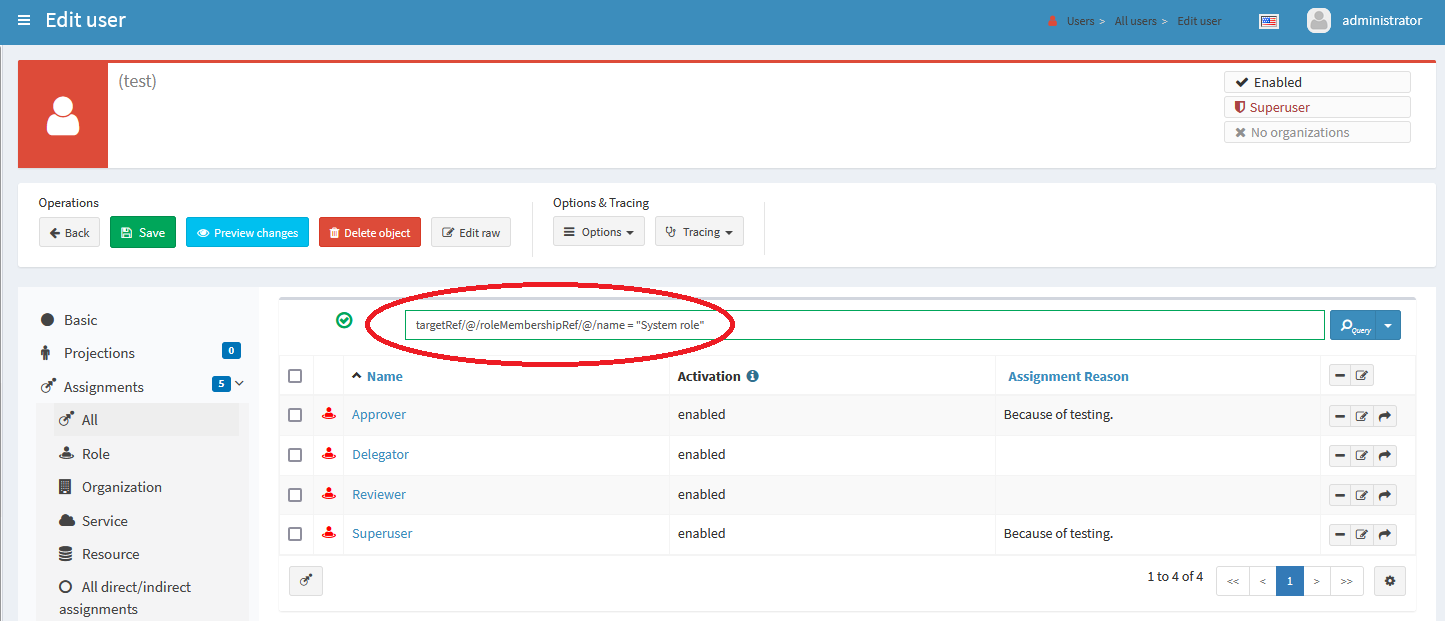 Edit user
Users >
All users >
Edit user
administrator
(test)
Enabled
Superuser
No organizations
Operations
Options & Tracing
Back
Save
Preview changes
Delete object
Edit raw
Options
Tracing
Basic
Projections
0
Assignments
5
All
Role
Organization
Service
Resource
All direct/indirect
assignments
targetRef/@/roleMembershipRef/@/name = "System role"
Query
Name
Activation
Assignment Reason
Approver
enabled
Because of testing.
Delegator
enabled
Reviewer
enabled
Superuser
enabled
Because of testing.
1 to 4 of 4
<<
<
1
>
>>